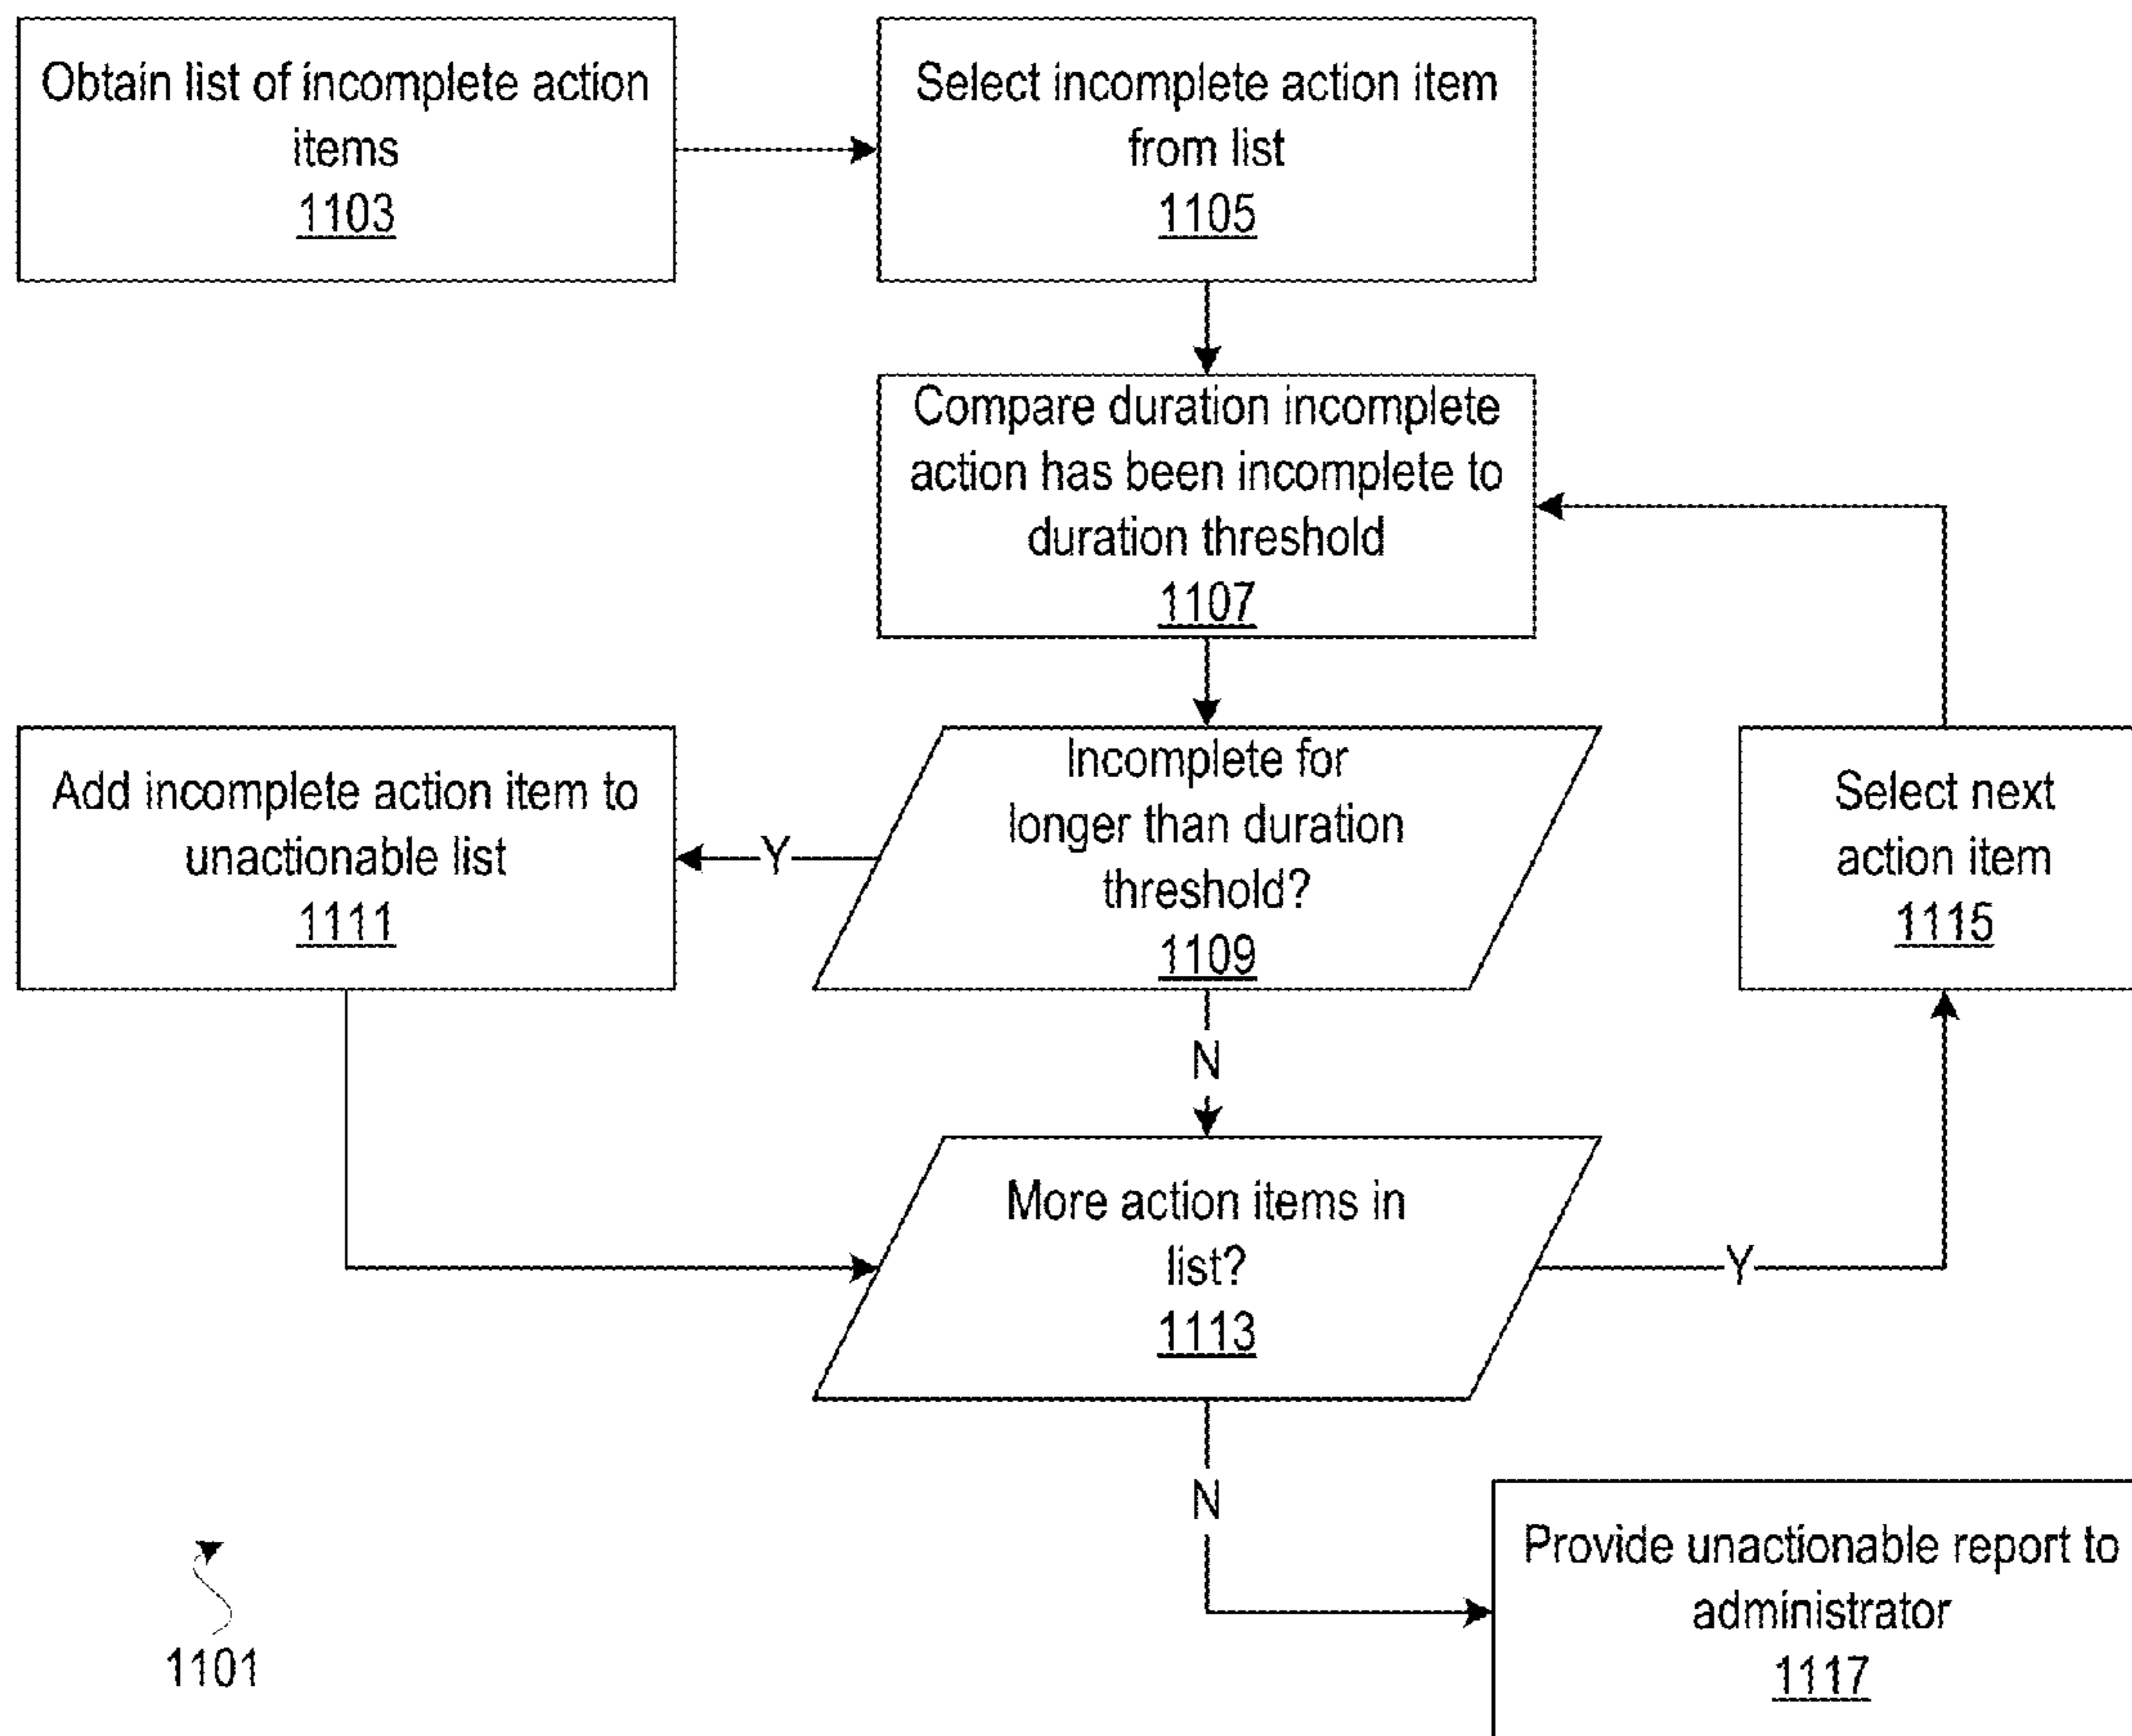 Obtain list of incomplete action
items
1103
Select incomplete action item
from list
1105
Compare duration incomplete
action has been incomplete to
duration threshold
1107
Incomplete for
longer than duration
threshold?
1109
Y
Add incomplete action item to
unactionable list
1111
Select next
action item
1115
N
More action items in
list?
1113
Y
N
Provide unactionable report to
administrator
1117
1101